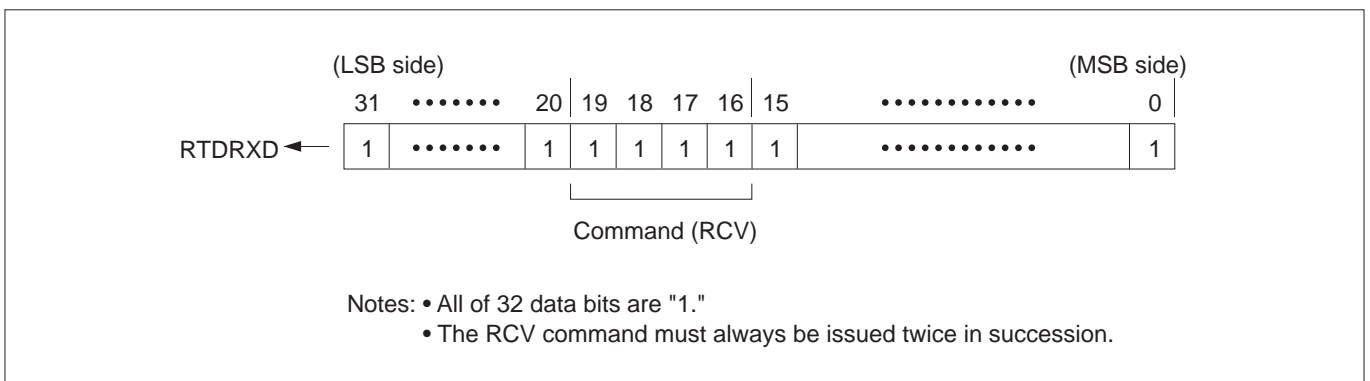 (LSB side) (MSB side)
31 ••••••• 20 19 18 17 16 15 •••••••••••• 0
RTDRXD 1 ••••••• 1 1 1 1 1 1 •••••••••••• 1
Command (RCV)
Notes: • All of 32 data bits are "1."
• The RCV command must always be issued twice in succession.